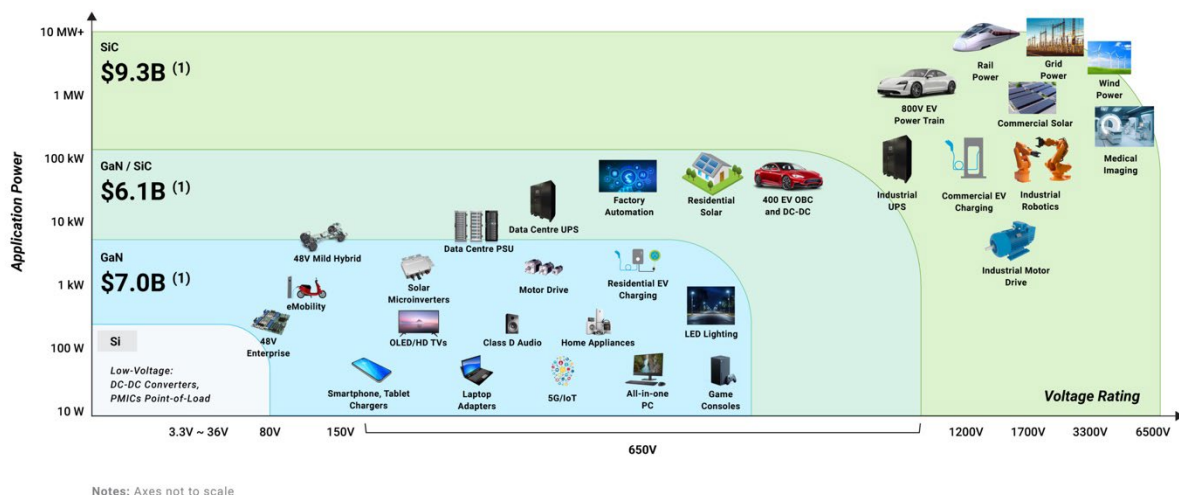 10 MW+
SiC
$9.3B (1)
1 MW
100 kW
10 kW
1 kW
100 W
10 W
Application Power
GaN / SiC
$6.1B (1)
GaN
$7.0B (1)
Si
Low-Voltage:
DC-DC Converters,
PMICs Point-of-Load
Rail
Power
Grid
Power
Wind
Power
800V EV
Power Train
Commercial Solar
Medical
Imaging
Factory
Automation
Residential
Solar
400 EV OBC
and DC-DC
Industrial
UPS
Commercial EV
Charging
Industrial
Robotics
Data Centre UPS
Data Centre PSU
48V Mild Hybrid
Industrial Motor
Drive
Solar
Microinverters
Motor Drive
Residential EV
Charging
eMobility
48V
Enterprise
OLED/HD TVs
Class D Audio
Home Appliances
LED Lighting
Smartphone, Tablet
Chargers
Laptop
Adapters
5G/IoT
All-in-one
PC
Game
Consoles
Voltage Rating
3.3V ~ 36V
80V
150V
650V
1200V
1700V
3300V
6500V
Notes: Axes not to scale